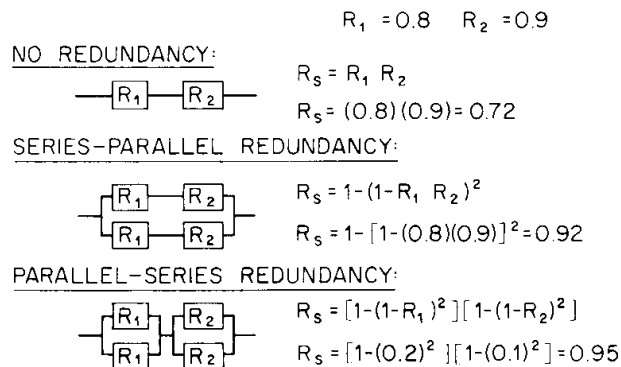 R₁ = 0.8 R₂ = 0.9
NO REDUNDANCY:
R₁ R₂
Rₛ = R₁ R₂
Rₛ = (0.8)(0.9) = 0.72
SERIES-PARALLEL REDUNDANCY:
R₁ R₂
R₁ R₂
Rₛ = 1-(1-R₁ R₂)²
Rₛ = 1-[1-(0.8)(0.9)]² = 0.92
PARALLEL-SERIES REDUNDANCY:
R₁ R₂
R₁ R₂
Rₛ = [1-(1-R₁)²][1-(1-R₂)²]
Rₛ = [1-(0.2)²][1-(0.1)²] = 0.95